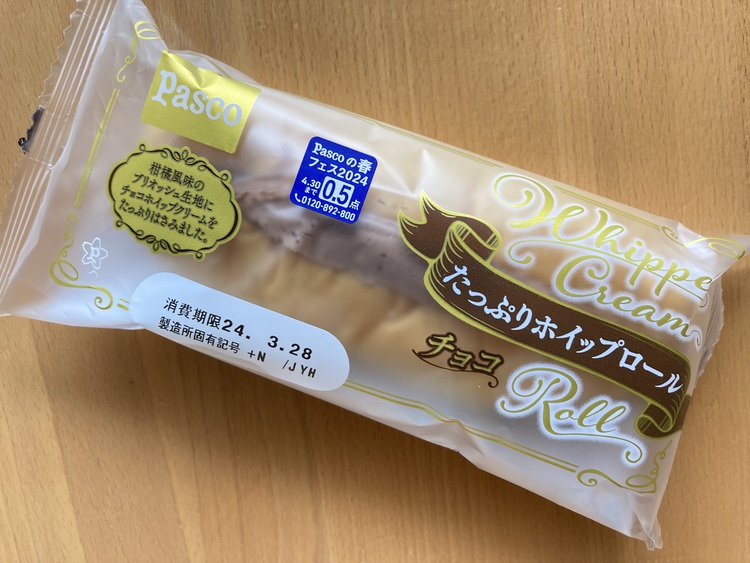 Pasco
柑橘風味の
ブリオッシュ生地に
チョコホイップクリームを
たっぷりはさみました。
Pascoの春
フェス2024
4.30まで 0.5点
0120-892-800
消費期限24. 3.28
製造所固有記号 +N /JYH
Whippe
Cream
たっぷりホイップロール
チョコ
Roll